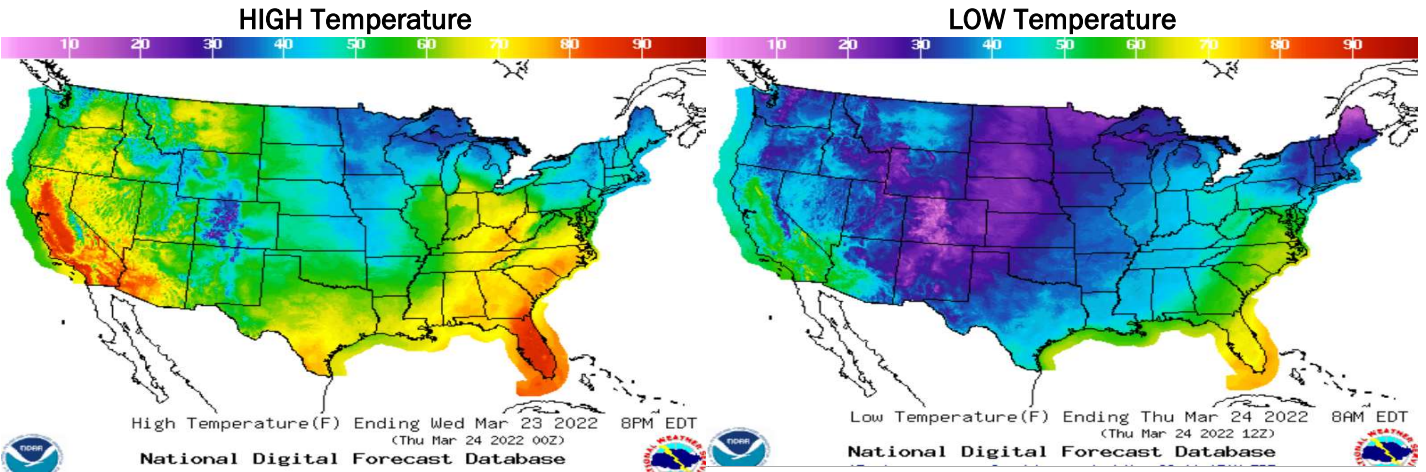 HIGH Temperature
10 20 30 40 50 60 70 80 90
High Temperature(F) Ending Wed Mar 23 2022 8PM EDT
(Thu Mar 24 2022 00Z)
National Digital Forecast Database
NOAA
LOW Temperature
10 20 30 40 50 60 70 80 90
Low Temperature(F) Ending Thu Mar 24 2022 8AM EDT
(Thu Mar 24 2022 12Z)
National Digital Forecast Database
NOAA